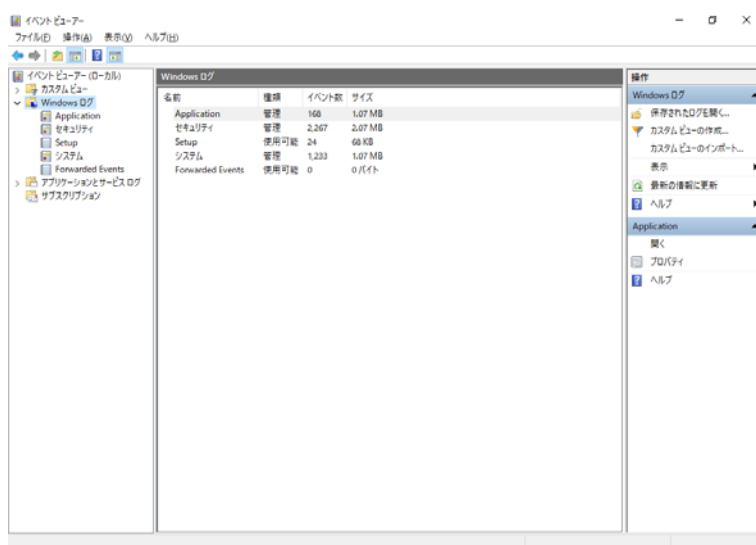 イベント ビューアー
ファイル(F) 操作(A) 表示(V) ヘルプ(H)
イベント ビューアー (ローカル)
カスタム ビュー
Windows ログ
Application
セキュリティ
Setup
システム
Forwarded Events
アプリケーションとサービス ログ
サブスクリプション
Windows ログ
名前 種類 イベント数 サイズ
Application 管理 168 1.07 MB
セキュリティ 管理 2,267 2.07 MB
Setup 使用可能 24 68 KB
システム 管理 1,233 1.07 MB
Forwarded Events 使用可能 0 0 バイト
操作
Windows ログ
保存されたログを開く...
カスタム ビューの作成...
カスタム ビューのインポート...
表示
最新の情報に更新
ヘルプ
Application
開く
プロパティ
ヘルプ